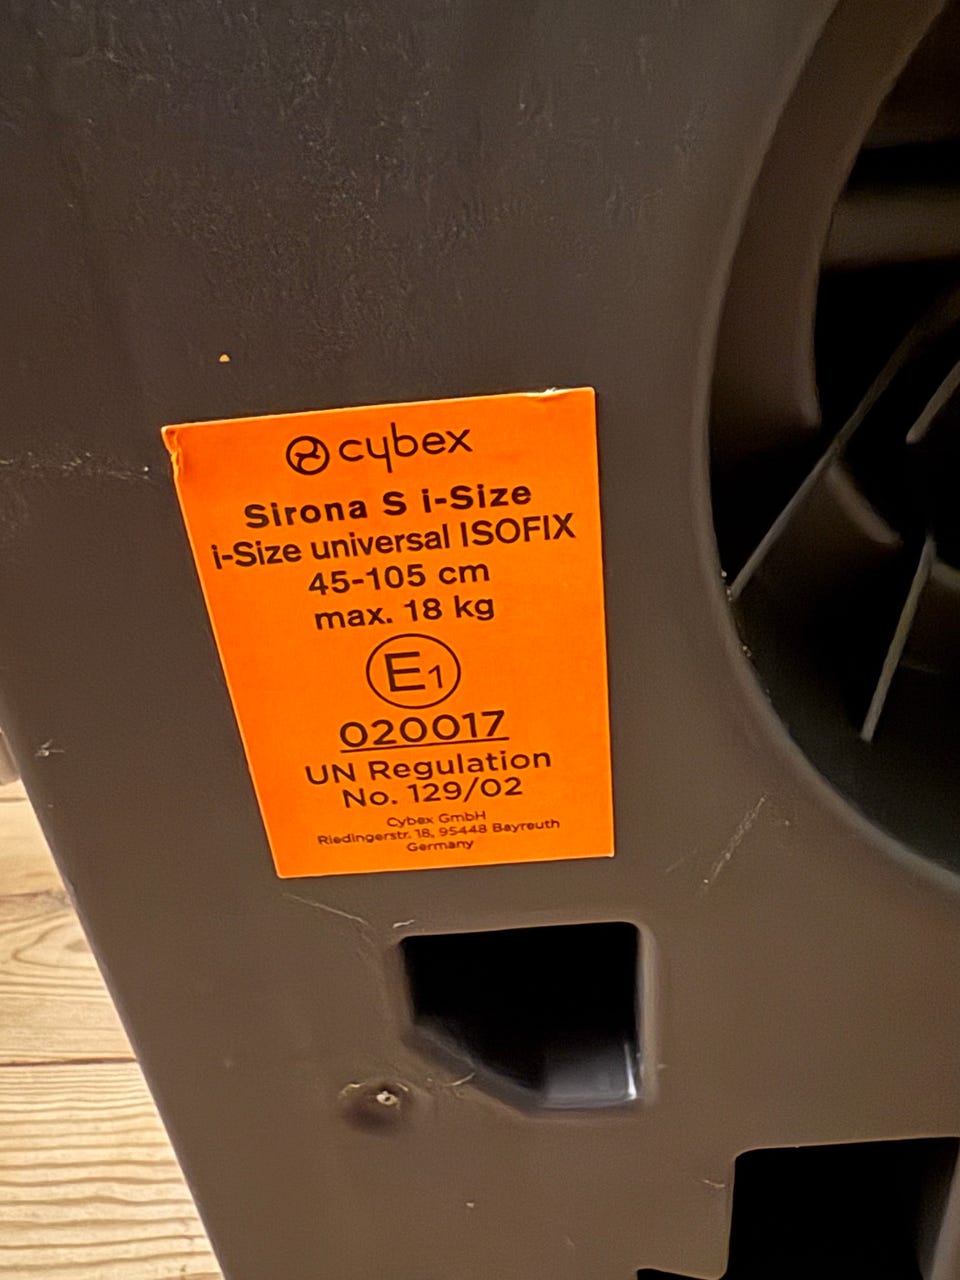 cybex
Sirona S i-Size
i-Size universal ISOFIX
45-105 cm
max. 18 kg
E1
020017
UN Regulation
No. 129/02
Cybex GmbH
Riedingerstr. 18, 95448 Bayreuth
Germany